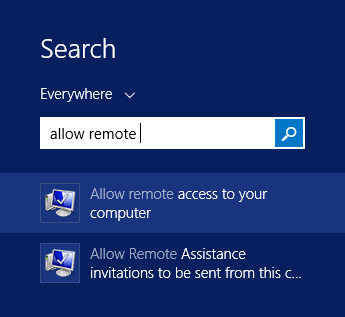 Search
Everywhere
allow remote
Allow remote access to your
computer
Allow Remote Assistance
invitations to be sent from this c...